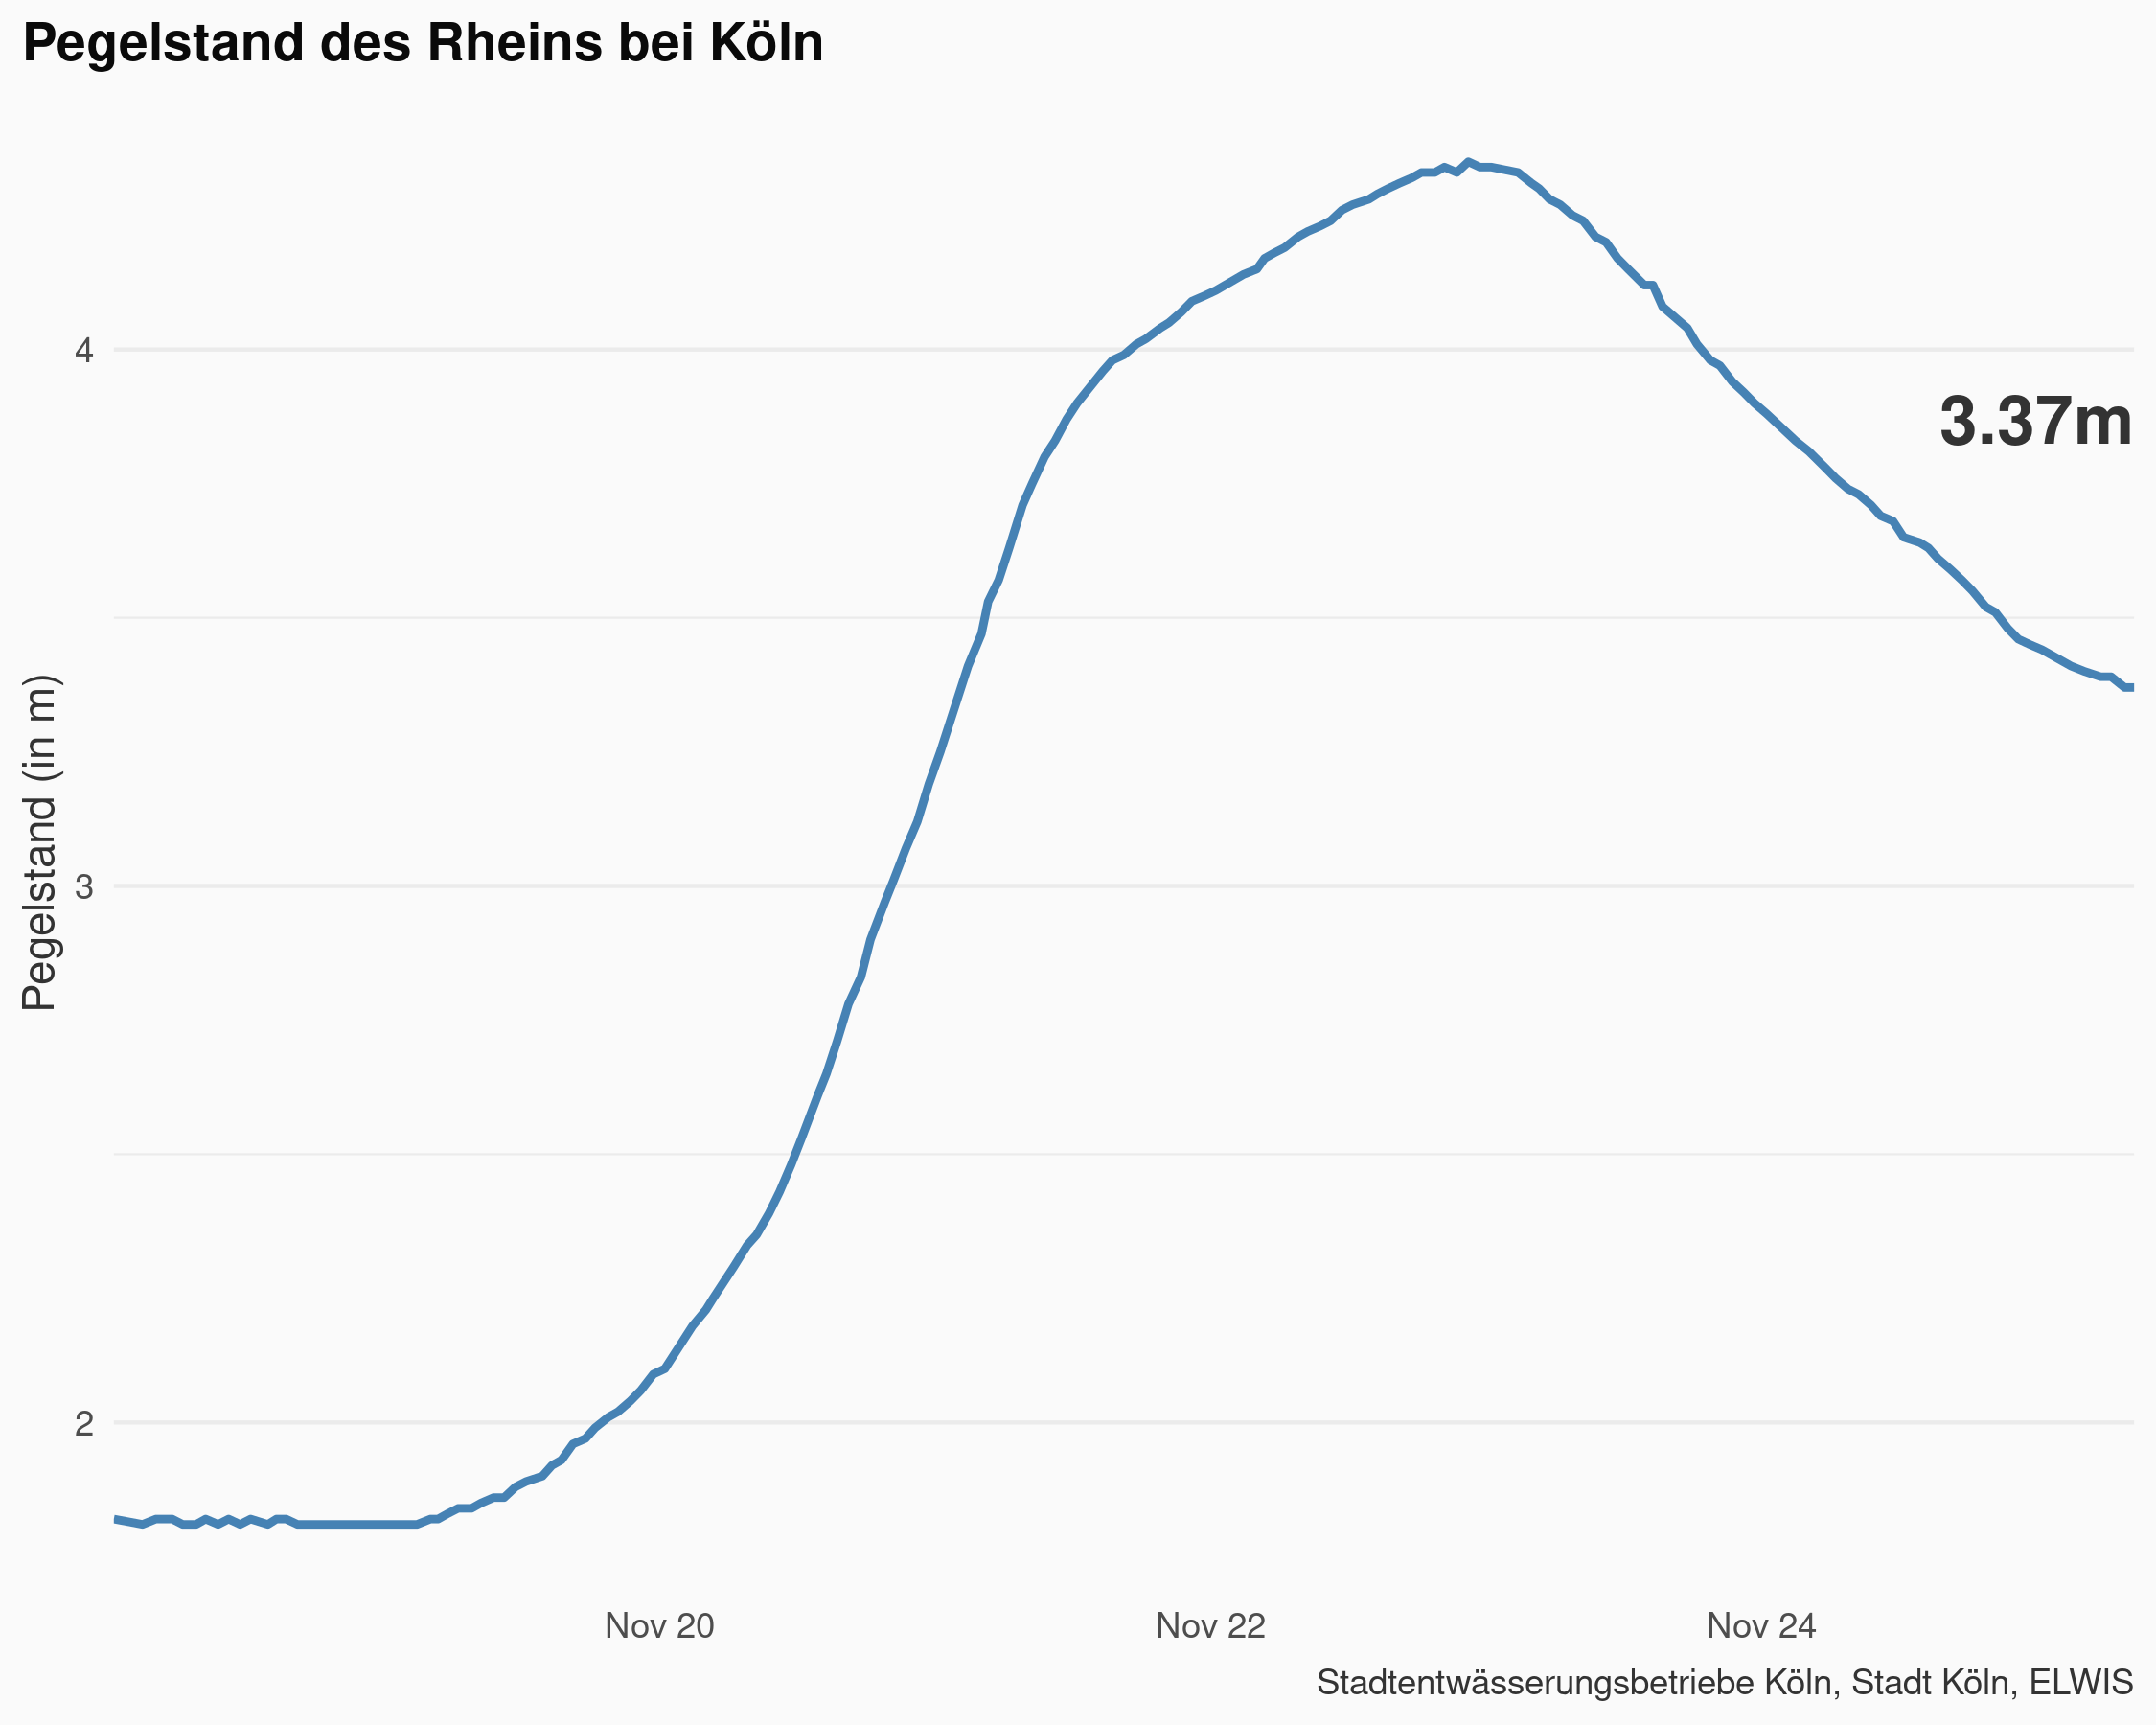 Pegelstand des Rheins bei Köln
Pegelstand (in m)
4
3
2
3.37m
Nov 20
Nov 22
Nov 24
Stadtentwässerungsbetriebe Köln, Stadt Köln, ELWIS